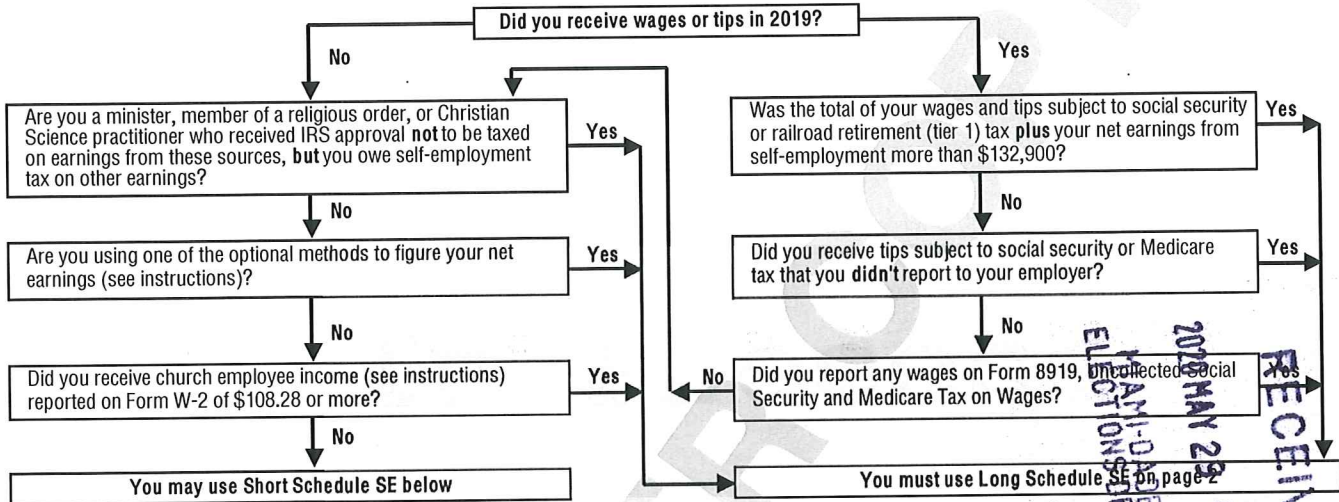 Did you receive wages or tips in 2019?
No
Yes
Are you a minister, member of a religious order, or Christian
Science practitioner who received IRS approval not to be taxed
on earnings from these sources, but you owe self-employment
tax on other earnings?
Yes
Was the total of your wages and tips subject to social security
or railroad retirement (tier 1) tax plus your net earnings from
self-employment more than $132,900?
Yes
No
No
Are you using one of the optional methods to figure your net
earnings (see instructions)?
Yes
Did you receive tips subject to social security or Medicare
tax that you didn't report to your employer?
Yes
No
No
Did you receive church employee income (see instructions)
reported on Form W-2 of $108.28 or more?
Yes
No
Did you report any wages on Form 8919, Uncollected Social
Security and Medicare Tax on Wages?
Yes
No
You may use Short Schedule SE below
You must use Long Schedule SE on page 2
2020 MAY 29
MIAMI-DADE